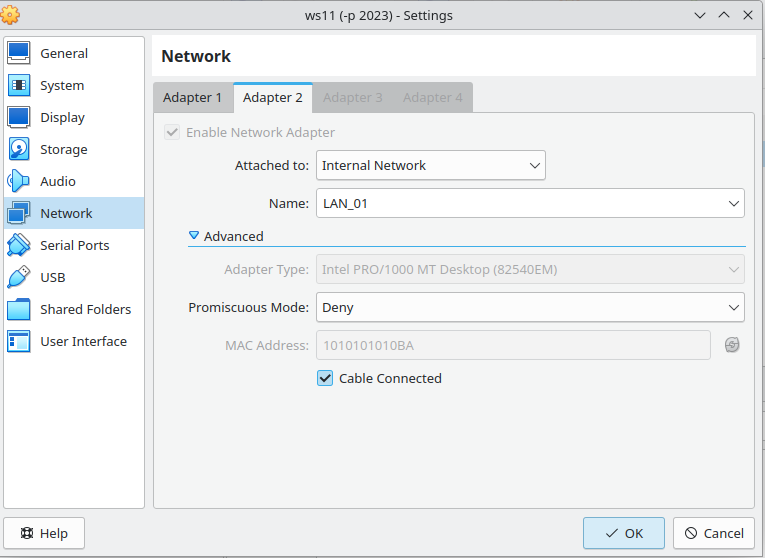 ws11 (-p 2023) - Settings
General
System
Display
Storage
Audio
Network
Serial Ports
USB
Shared Folders
User Interface
Network
Adapter 1 Adapter 2 Adapter 3 Adapter 4
Enable Network Adapter
Attached to: Internal Network
Name: LAN_01
Advanced
Adapter Type: Intel PRO/1000 MT Desktop (82540EM)
Promiscuous Mode: Deny
MAC Address: 1010101010BA
Cable Connected
Help OK Cancel